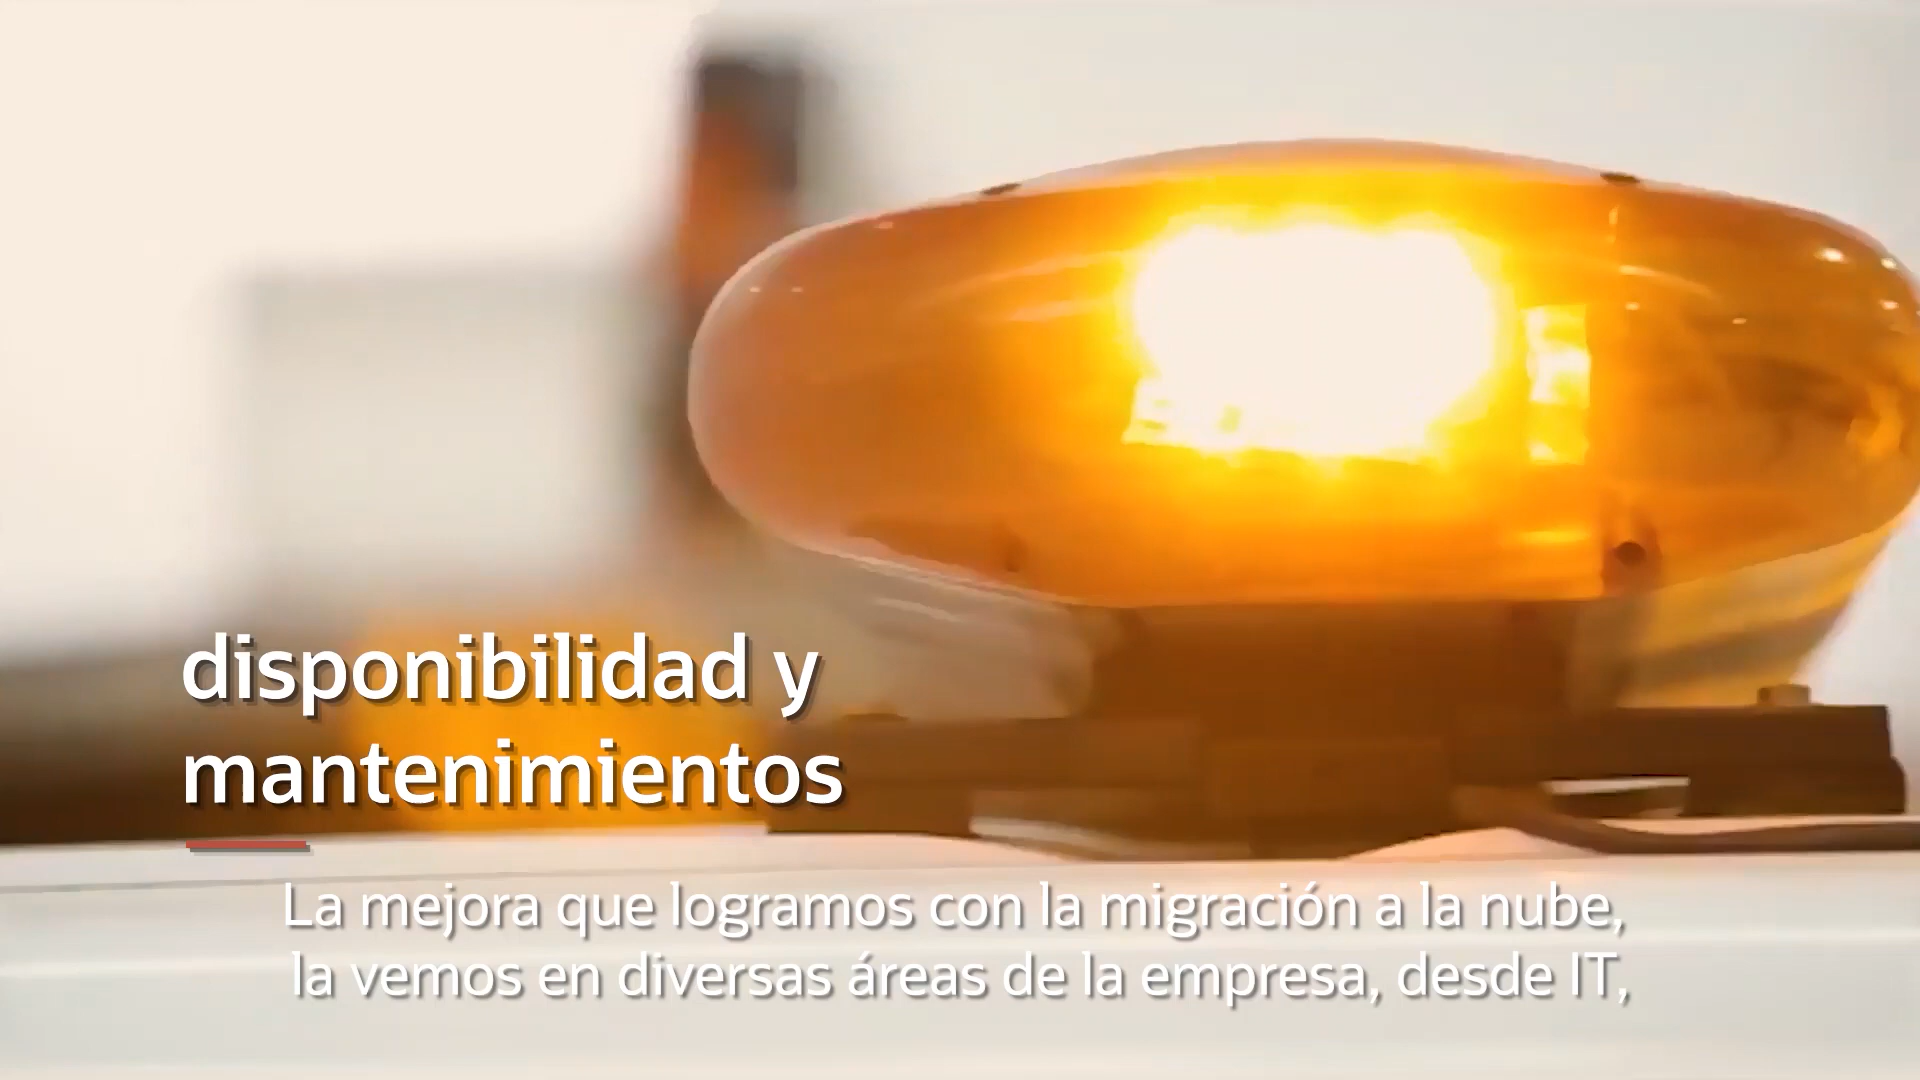 disponibilidad y
mantenimientos
La mejora que logramos con la migración a la nube,
la vemos en diversas áreas de la empresa, desde IT,